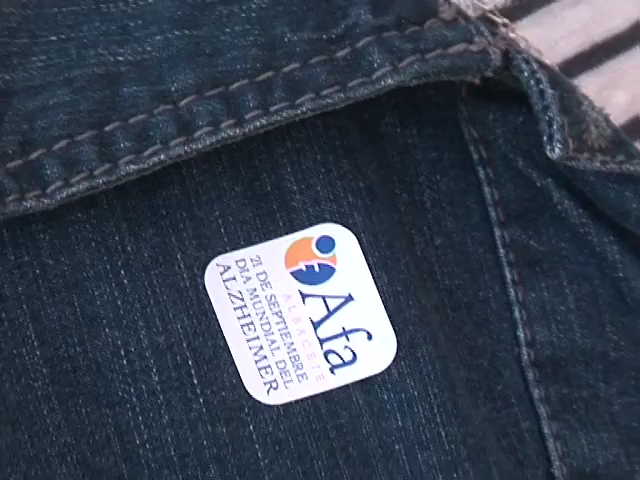 Afa
ALBACETE
21 DE SEPTIEMBRE
DIA MUNDIAL DEL
ALZHEIMER